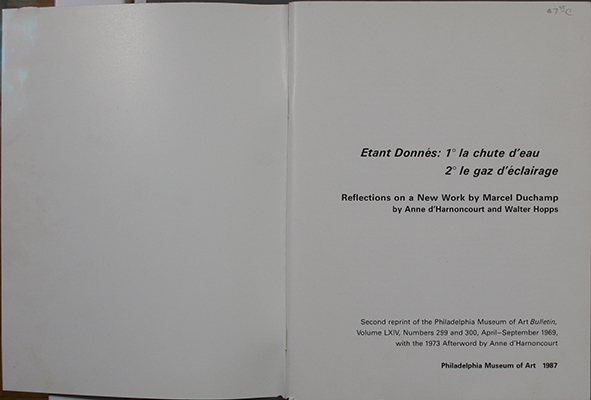 Etant Donnés: 1° la chute d'eau
2° le gaz d'éclairage
Reflections on a New Work by Marcel Duchamp
by Anne d'Harnoncourt and Walter Hopps
Second reprint of the Philadelphia Museum of Art Bulletin,
Volume LXIV, Numbers 299 and 300, April–September 1969,
with the 1973 Afterword by Anne d'Harnoncourt
Philadelphia Museum of Art 1987